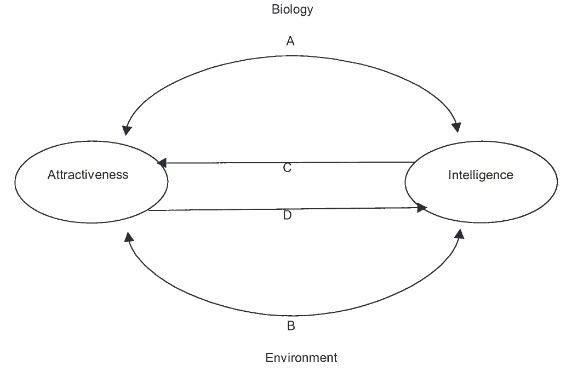 Biology
A
Attractiveness
Intelligence
C
D
B
Environment